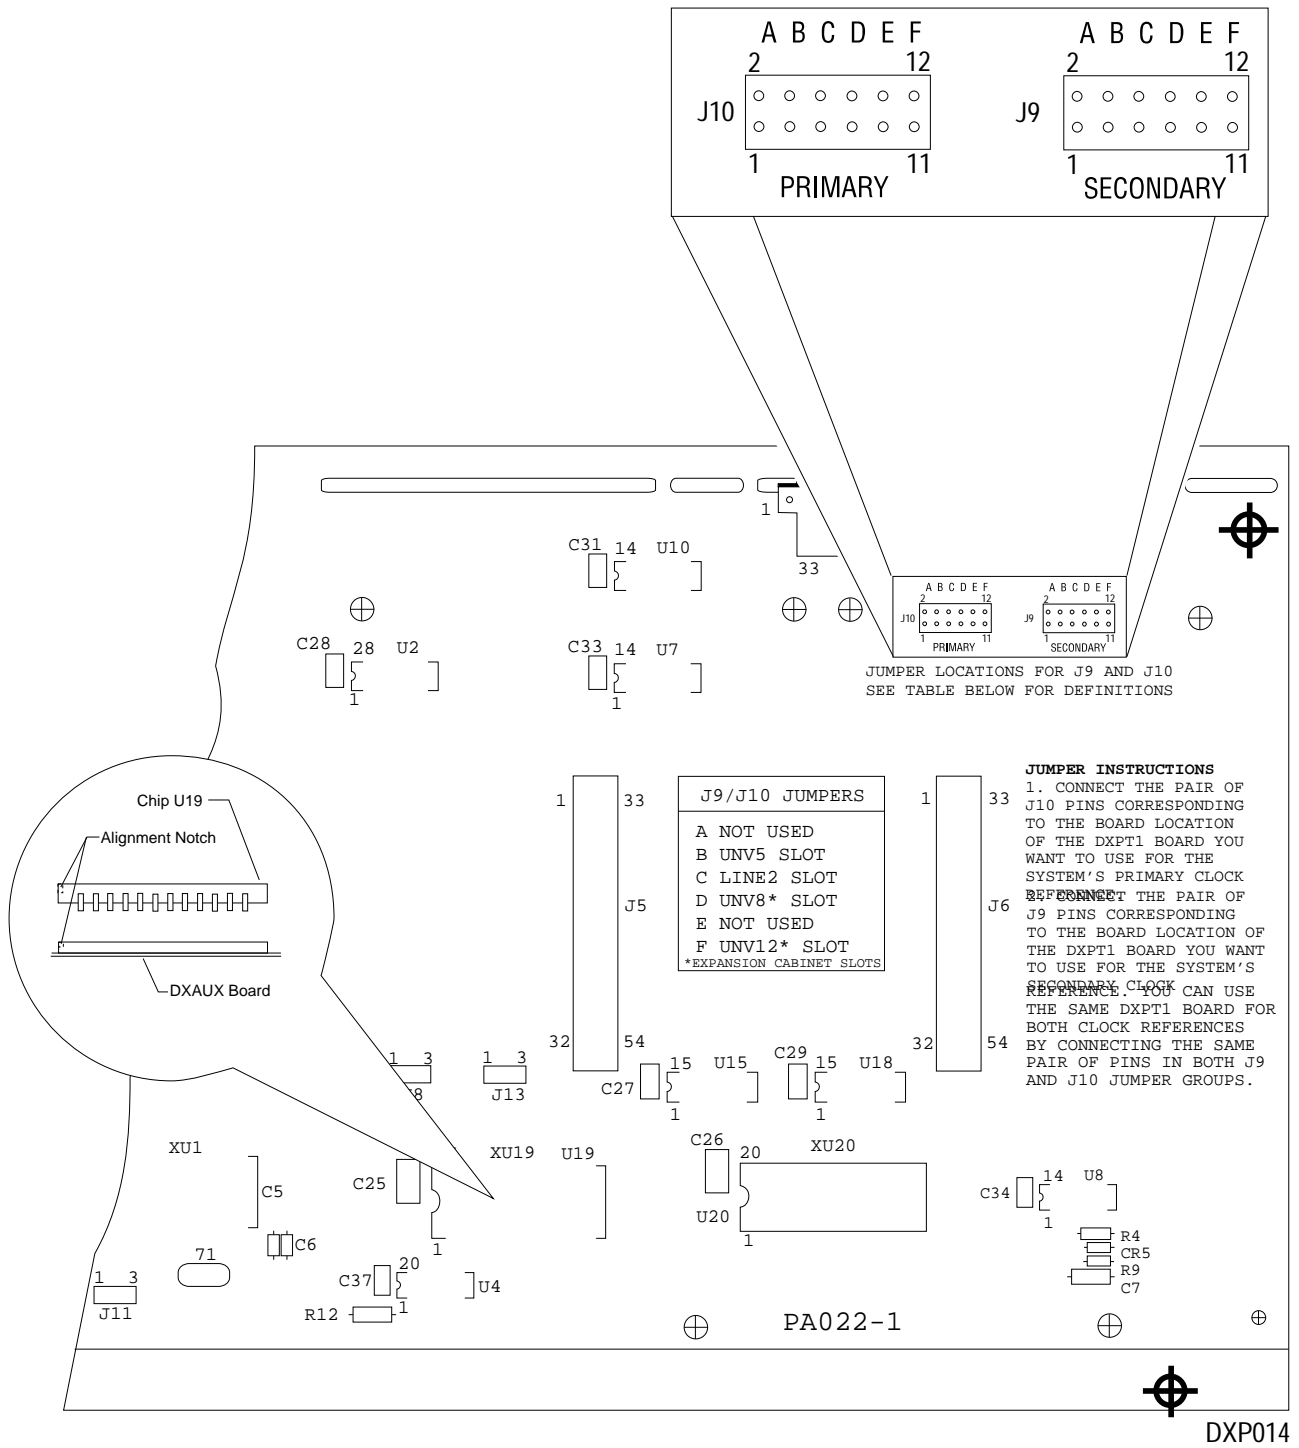 A B C D E F
2 12
J10
1 11
PRIMARY
A B C D E F
2 12
J9
1 11
SECONDARY
1
33
C31 14 U10
C28 28 U2
1
C33 14 U7
1
A B C D E F
2 12
J10
1 11
PRIMARY
A B C D E F
2 12
J9
1 11
SECONDARY
JUMPER LOCATIONS FOR J9 AND J10
SEE TABLE BELOW FOR DEFINITIONS
Chip U19
Alignment Notch
DXAUX Board
1 33
J5
32 54
J9/J10 JUMPERS
A NOT USED
B UNV5 SLOT
C LINE2 SLOT
D UNV8* SLOT
E NOT USED
F UNV12* SLOT
*EXPANSION CABINET SLOTS
1 33
J6
32 54
JUMPER INSTRUCTIONS
1. CONNECT THE PAIR OF
J10 PINS CORRESPONDING
TO THE BOARD LOCATION
OF THE DXPT1 BOARD YOU
WANT TO USE FOR THE
SYSTEM'S PRIMARY CLOCK
REFERENCE.
2. CONNECT THE PAIR OF
J9 PINS CORRESPONDING
TO THE BOARD LOCATION OF
THE DXPT1 BOARD YOU WANT
TO USE FOR THE SYSTEM'S
SECONDARY CLOCK
REFERENCE. YOU CAN USE
THE SAME DXPT1 BOARD FOR
BOTH CLOCK REFERENCES
BY CONNECTING THE SAME
PAIR OF PINS IN BOTH J9
AND J10 JUMPER GROUPS.
1 3
1 3
J13
C27 15 U15
1
C29 15 U18
1
XU1
C5
C6
71
1 3
J11
C25
XU19 U19
1
C26 20 XU20
U20
1
C37 20 U4
1
R12
C34 14 U8
1
R4
CR5
R9
C7
PA022-1
DXP014